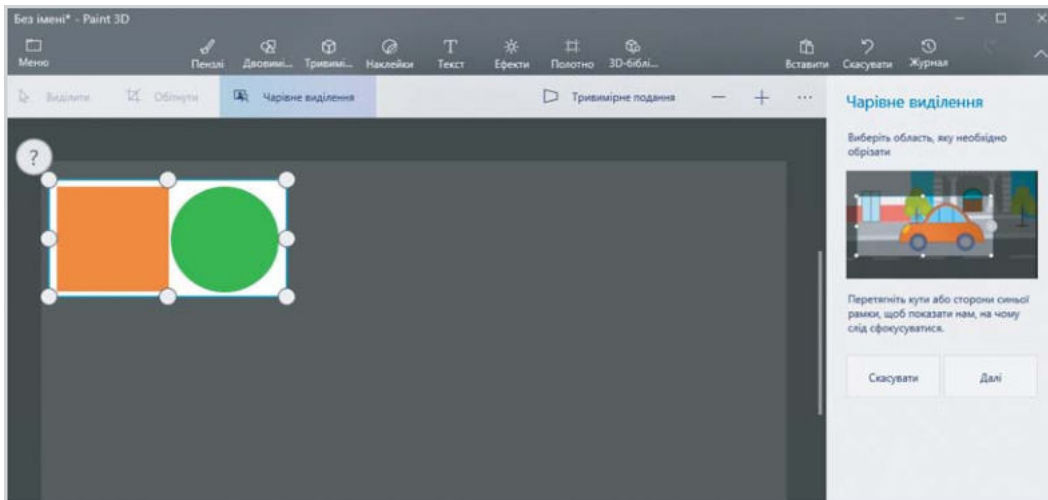 Без імені* - Paint 3D
Меню
Пензлі
Двовимі...
Тривимі...
Наклейки
Текст
Ефекти
Полотно
3D-біблі...
Вставити
Скасувати
Журнал
Виділити
Обітнути
Чарівне виділення
Тривимірне подання
?
Чарівне виділення
Виберіть область, яку необхідно
обрізати
Перетягніть кути або сторони синьої
рамки, щоб показати нам, на чому
слід сфокусуватися.
Скасувати
Далі